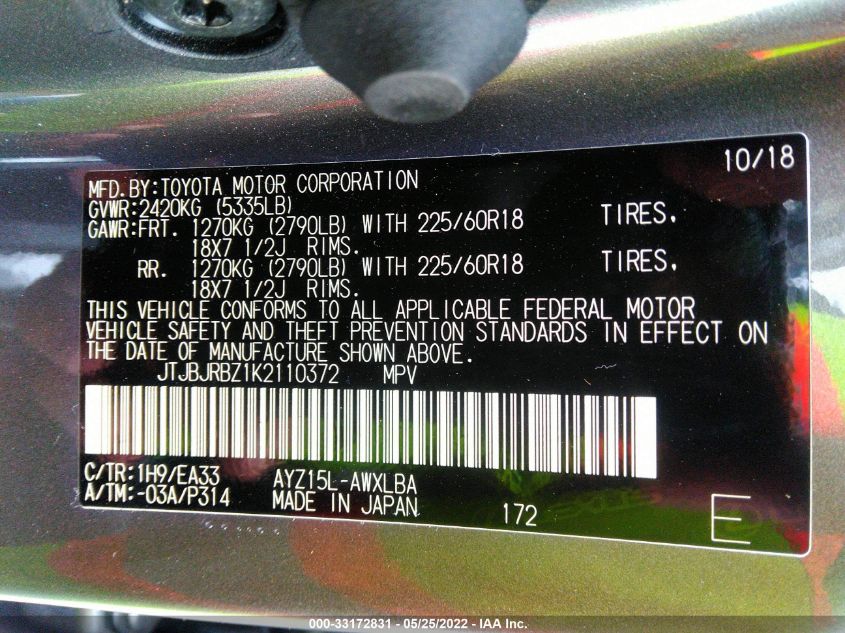 10/18
MFD.BY:TOYOTA MOTOR CORPORATION
GVWR:2420KG (5335LB)
GAWR:FRT. 1270KG (2790LB) WITH 225/60R18 TIRES,
18X7 1/2J RIMS.
RR. 1270KG (2790LB) WITH 225/60R18 TIRES,
18X7 1/2J RIMS.
THIS VEHICLE CONFORMS TO ALL APPLICABLE FEDERAL MOTOR
VEHICLE SAFETY AND THEFT PREVENTION STANDARDS IN EFFECT ON
THE DATE OF MANUFACTURE SHOWN ABOVE.
JTJBJRBZ1K2110372 MPV
C/TR:1H9/EA33 AYZ15L-AWXLBA
A/TM:-03A/P314 MADE IN JAPAN 172 E
000-33172831 - 05/25/2022 - IAA Inc.